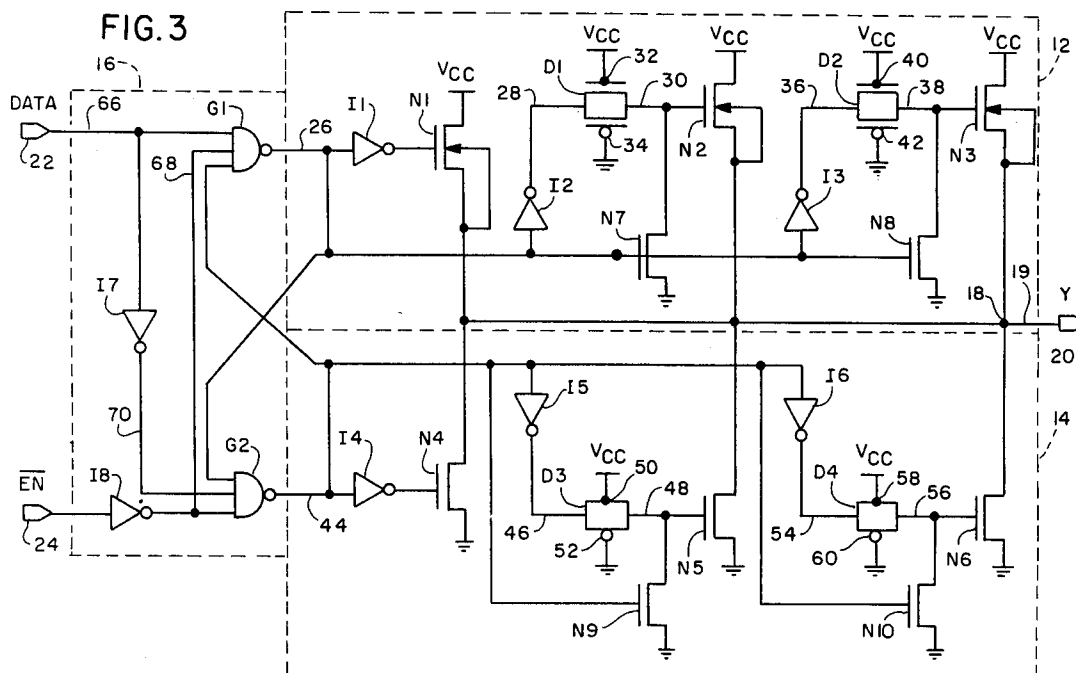 FIG.3
16
DATA
66
22
G1
26
68
I1
N1
VCC
28
D1
VCC
32
30
34
VCC
N2
I2
N7
36
D2
VCC
40
38
42
VCC
N3
12
I3
N8
I7
18
19
Y
20
70
G2
I8
EN
24
44
I4
N4
I5
D3
VCC
50
48
46
52
N5
N9
I6
D4
VCC
58
56
54
60
N6
N10
14